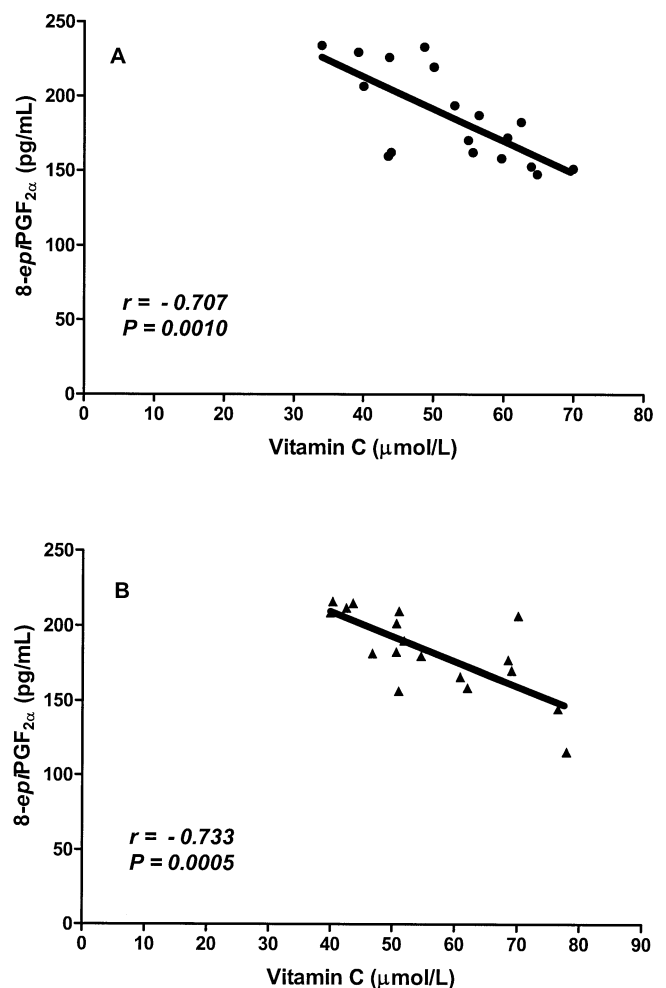 A
250
200
150
100
50
0
8-epiPGF2α (pg/mL)
r = - 0.707
P = 0.0010
0 10 20 30 40 50 60 70 80
Vitamin C (μmol/L)
B
250
200
150
100
50
0
8-epiPGF2α (pg/mL)
r = - 0.733
P = 0.0005
0 10 20 30 40 50 60 70 80 90
Vitamin C (μmol/L)